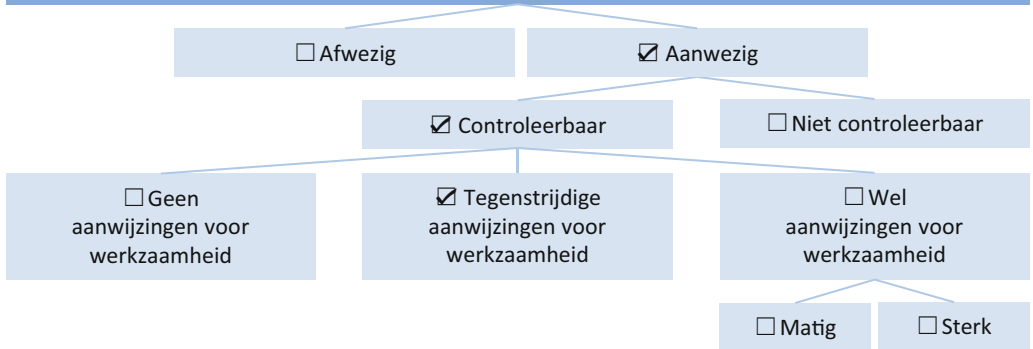 ☐ Afwezig
☑ Aanwezig
☑ Controleerbaar
☐ Niet controleerbaar
☐ Geen
aanwijzingen voor
werkzaamheid
☑ Tegenstrijdige
aanwijzingen voor
werkzaamheid
☐ Wel
aanwijzingen voor
werkzaamheid
☐ Matig
☐ Sterk